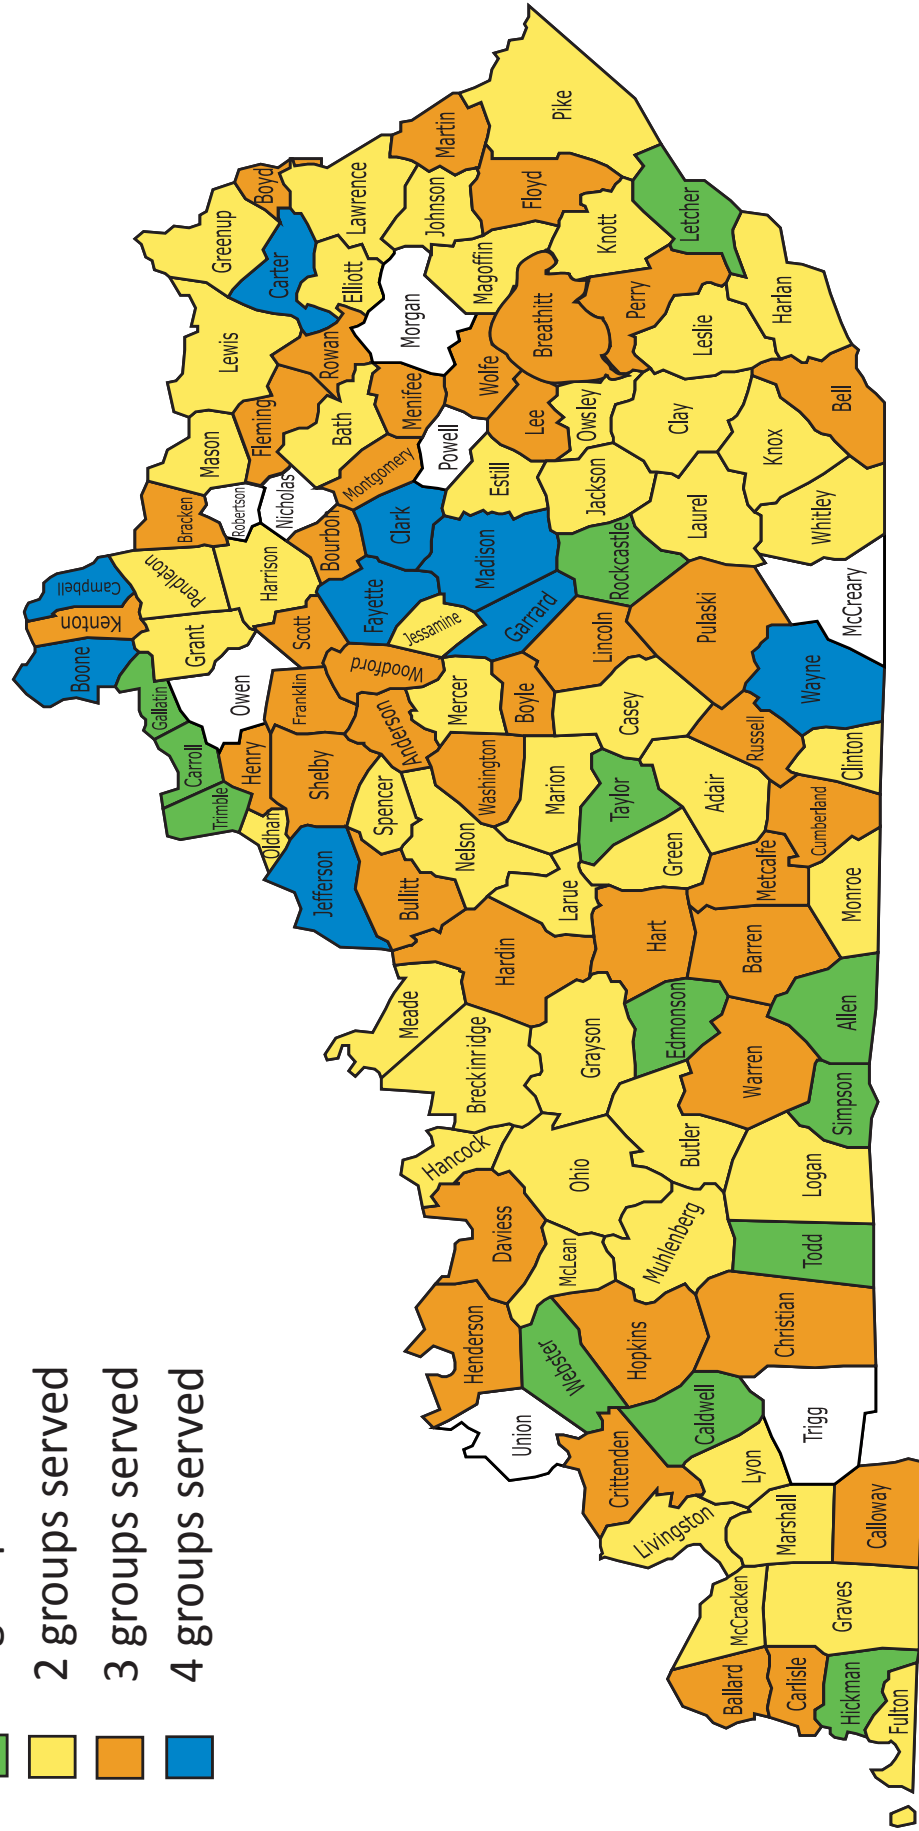 2 groups served
3 groups served
4 groups served
Boone
Kenton
Campbell
Gallatin
Carroll
Trimble
Grant
Pendleton
Bracken
Mason
Lewis
Greenup
Boyd
Carter
Owen
Harrison
Robertson
Nicholas
Fleming
Rowan
Elliott
Lawrence
Oldham
Henry
Franklin
Scott
Bourbon
Bath
Jefferson
Shelby
Woodford
Fayette
Clark
Montgomery
Menifee
Morgan
Johnson
Martin
Meade
Bullitt
Spencer
Anderson
Jessamine
Powell
Wolfe
Magoffin
Floyd
Pike
Hancock
Breckinridge
Hardin
Nelson
Washington
Mercer
Boyle
Garrard
Madison
Estill
Lee
Breathitt
Knott
Letcher
Union
Henderson
Daviess
McLean
Ohio
Grayson
Larue
Marion
Casey
Lincoln
Rockcastle
Jackson
Owsley
Perry
Leslie
Harlan
Webster
Crittenden
Hopkins
Muhlenberg
Butler
Edmonson
Hart
Green
Taylor
Adair
Pulaski
Laurel
Clay
Knox
Bell
Livingston
Lyon
Caldwell
Christian
Todd
Logan
Warren
Barren
Metcalfe
Russell
Wayne
McCreary
Whitley
Ballard
McCracken
Marshall
Trigg
Simpson
Allen
Monroe
Cumberland
Clinton
Carlisle
Hickman
Fulton
Graves
Calloway